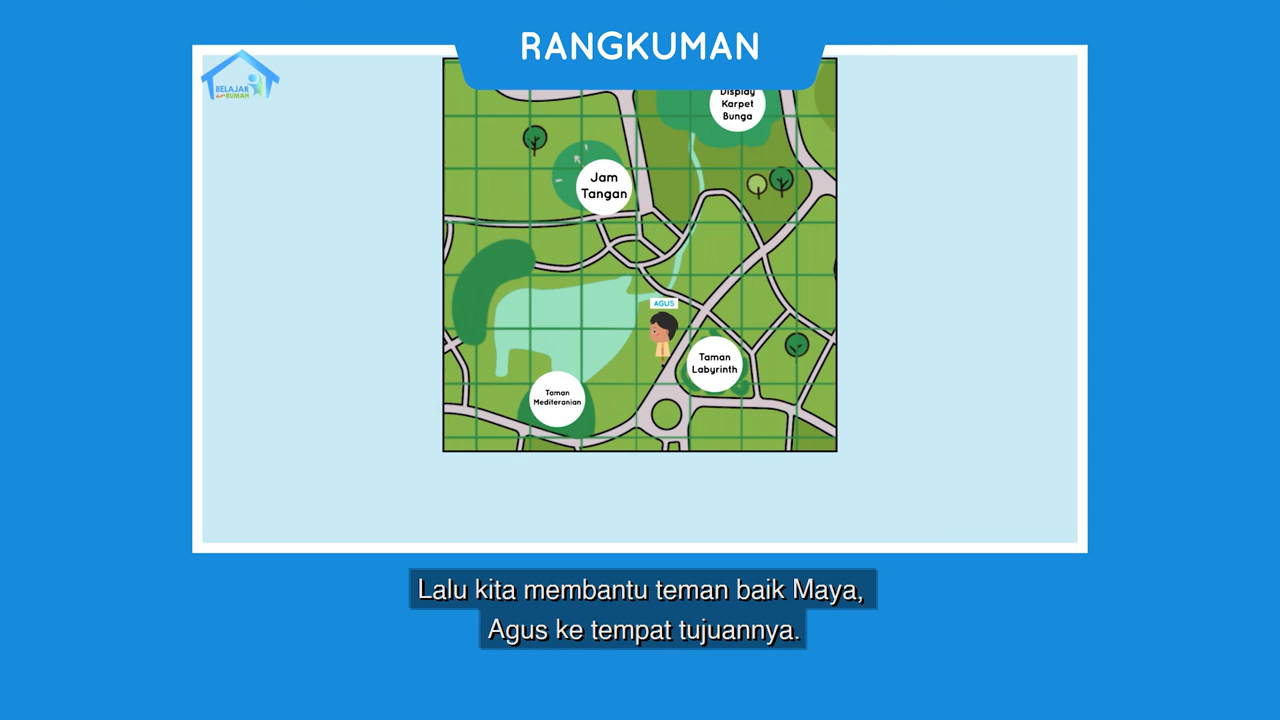 RANGKUMAN
BELAJAR
dari RUMAH
Display
Karpet
Bunga
Jam
Tangan
AGUS
Taman
Labyrinth
Taman
Mediteranian
Lalu kita membantu teman baik Maya,
Agus ke tempat tujuannya.